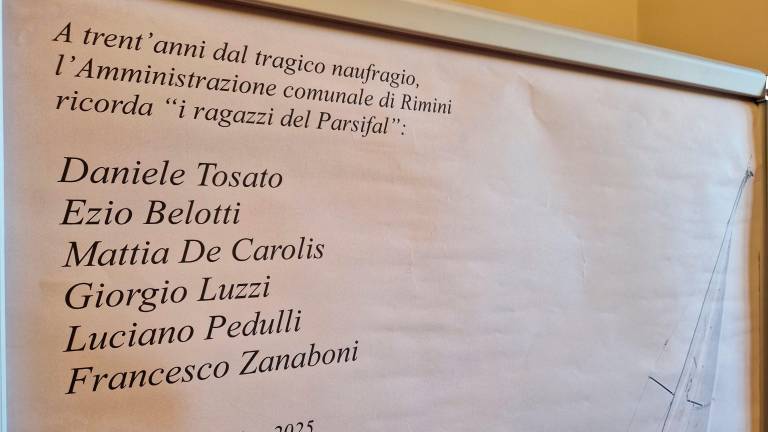 A trent'anni dal tragico naufragio,
l'Amministrazione comunale di Rimini
ricorda “i ragazzi del Parsifal”:
Daniele Tosato
Ezio Belotti
Mattia De Carolis
Giorgio Luzzi
Luciano Pedulli
Francesco Zanaboni
2025